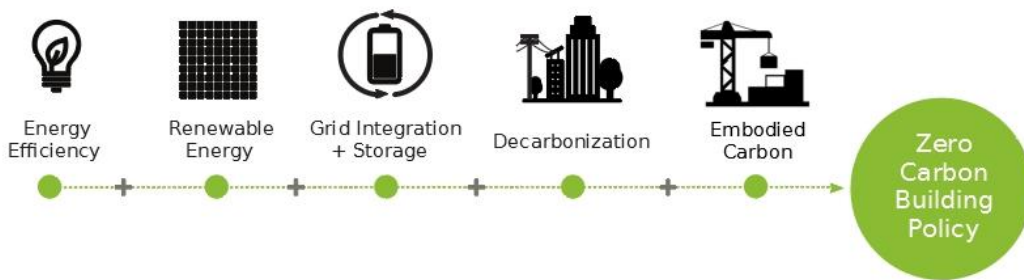 Energy
Efficiency
Renewable
Energy
Grid Integration
+ Storage
Decarbonization
Embodied
Carbon
Zero
Carbon
Building
Policy